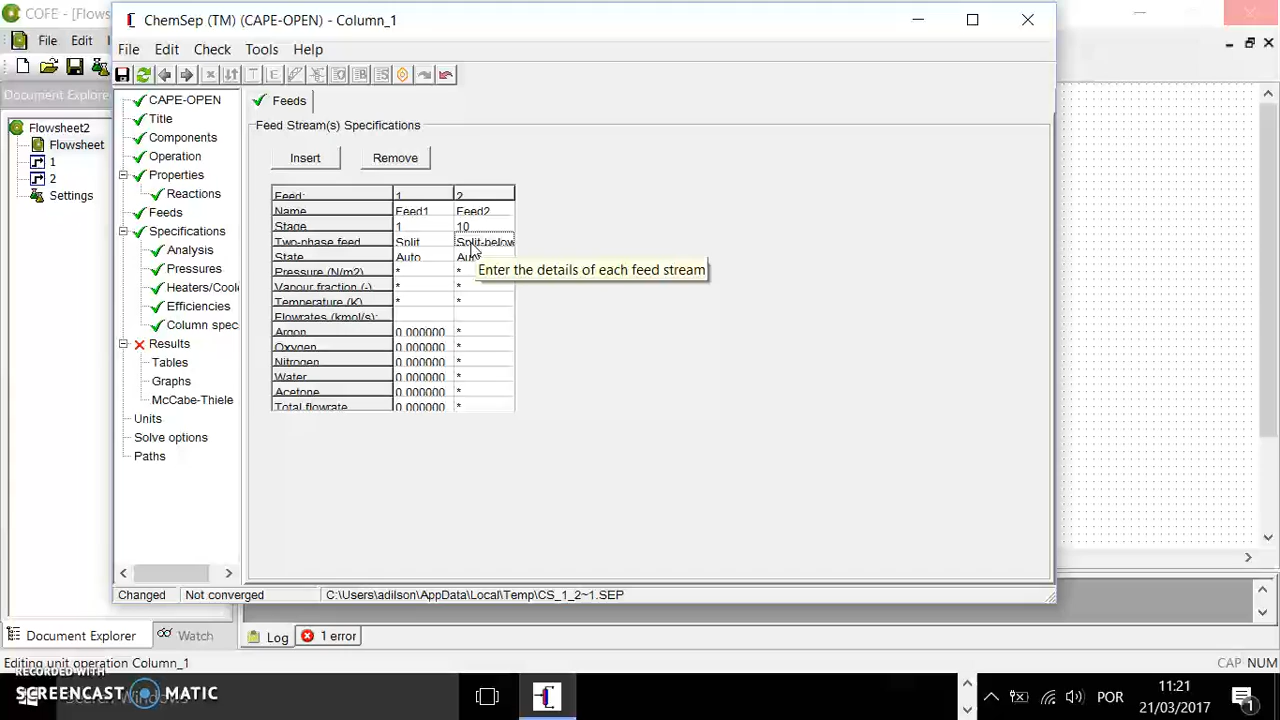 COFE - [Flows
ChemSep (TM) (CAPE-OPEN) - Column_1
File Edit
File Edit Check Tools Help
Document Explore
Flowsheet2
Flowsheet
1
2
Settings
CAPE-OPEN
Title
Components
Operation
Properties
Reactions
Feeds
Specifications
Analysis
Pressures
Heaters/Coole
Efficiencies
Column spec
Results
Tables
Graphs
McCabe-Thiele
Units
Solve options
Paths
Feeds
Feed Stream(s) Specifications
Insert Remove
Feed: 1 2
Name Feed1 Feed2
Stage 1 10
Two-phase feed Split Split-below
State Auto Auto
Enter the details of each feed stream
Pressure (N/m2) * *
Vapour fraction (-) * *
Temperature (K) * *
Flowrates (kmol/s):
Argon 0.000000 *
Oxygen 0.000000 *
Nitrogen 0.000000 *
Water 0.000000 *
Acetone 0.000000 *
Total flowrate 0.000000 *
Changed Not converged C:\Users\adilson\AppData\Local\Temp\CS_1_2~1.SEP
Document Explorer Watch Log 1 error
Editing unit operation Column_1 CAP NUM
RECORDED WITH
SCREENCAST MATIC
POR
11:21
21/03/2017
1